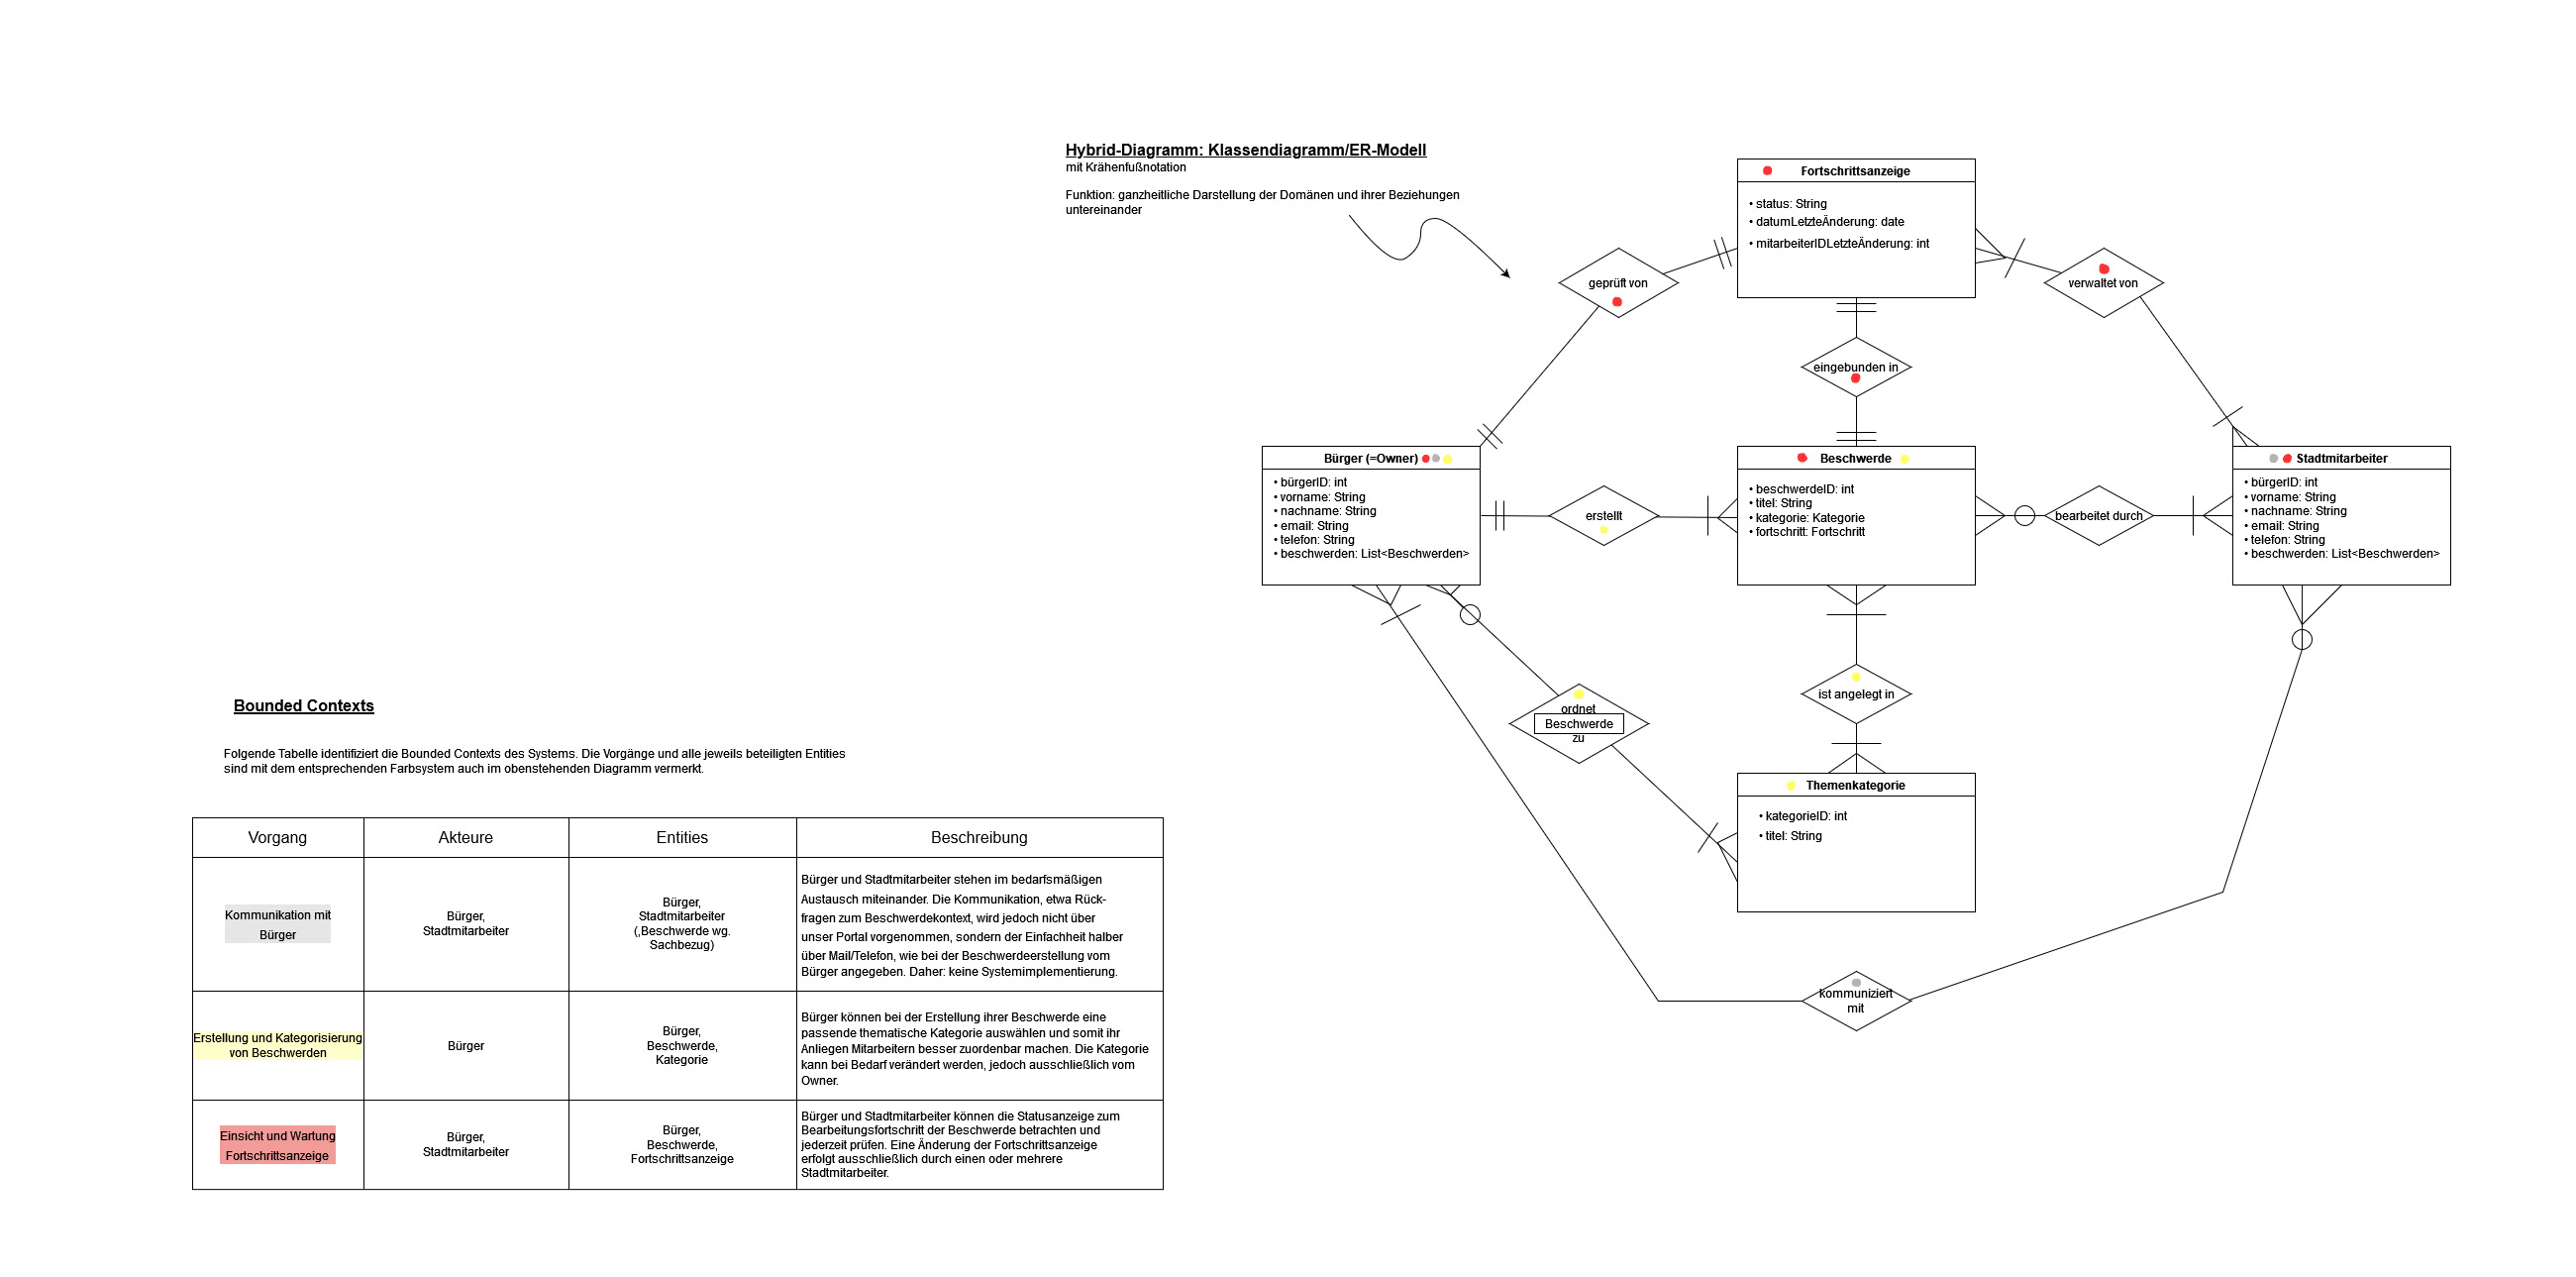 Hybrid-Diagramm: Klassendiagramm/ER-Modell
mit Krähenfußnotation
Funktion: ganzheitliche Darstellung der Domänen und ihrer Beziehungen
untereinander
Fortschrittsanzeige
• status: String
• datumLetzteÄnderung: date
• mitarbeiterIDLetzteÄnderung: int
geprüft von
verwaltet von
eingebunden in
Bürger (=Owner)
• bürgerID: int
• vorname: String
• nachname: String
• email: String
• telefon: String
• beschwerden: List<Beschwerden>
erstellt
Beschwerde
• beschwerdeID: int
• titel: String
• kategorie: Kategorie
• fortschritt: Fortschritt
bearbeitet durch
Stadtmitarbeiter
• bürgerID: int
• vorname: String
• nachname: String
• email: String
• telefon: String
• beschwerden: List<Beschwerden>
ist angelegt in
ordnet
Beschwerde
zu
Themenkategorie
• kategorieID: int
• titel: String
kommuniziert
mit
Bounded Contexts
Folgende Tabelle identifiziert die Bounded Contexts des Systems. Die Vorgänge und alle jeweils beteiligten Entities
sind mit dem entsprechenden Farbsystem auch im obenstehenden Diagramm vermerkt.
Vorgang
Akteure
Entities
Beschreibung
Kommunikation mit
Bürger
Bürger,
Stadtmitarbeiter
Bürger,
Stadtmitarbeiter
(,Beschwerde wg.
Sachbezug)
Bürger und Stadtmitarbeiter stehen im bedarfsmäßigen
Austausch miteinander. Die Kommunikation, etwa Rück-
fragen zum Beschwerdekontext, wird jedoch nicht über
unser Portal vorgenommen, sondern der Einfachheit halber
über Mail/Telefon, wie bei der Beschwerdeerstellung vom
Bürger angegeben. Daher: keine Systemimplementierung.
Erstellung und Kategorisierung
von Beschwerden
Bürger
Bürger,
Beschwerde,
Kategorie
Bürger können bei der Erstellung ihrer Beschwerde eine
passende thematische Kategorie auswählen und somit ihr
Anliegen Mitarbeitern besser zuordenbar machen. Die Kategorie
kann bei Bedarf verändert werden, jedoch ausschließlich vom
Owner.
Einsicht und Wartung
Fortschrittsanzeige
Bürger,
Stadtmitarbeiter
Bürger,
Beschwerde,
Fortschrittsanzeige
Bürger und Stadtmitarbeiter können die Statusanzeige zum
Bearbeitungsfortschritt der Beschwerde betrachten und
jederzeit prüfen. Eine Änderung der Fortschrittsanzeige
erfolgt ausschließlich durch einen oder mehrere
Stadtmitarbeiter.